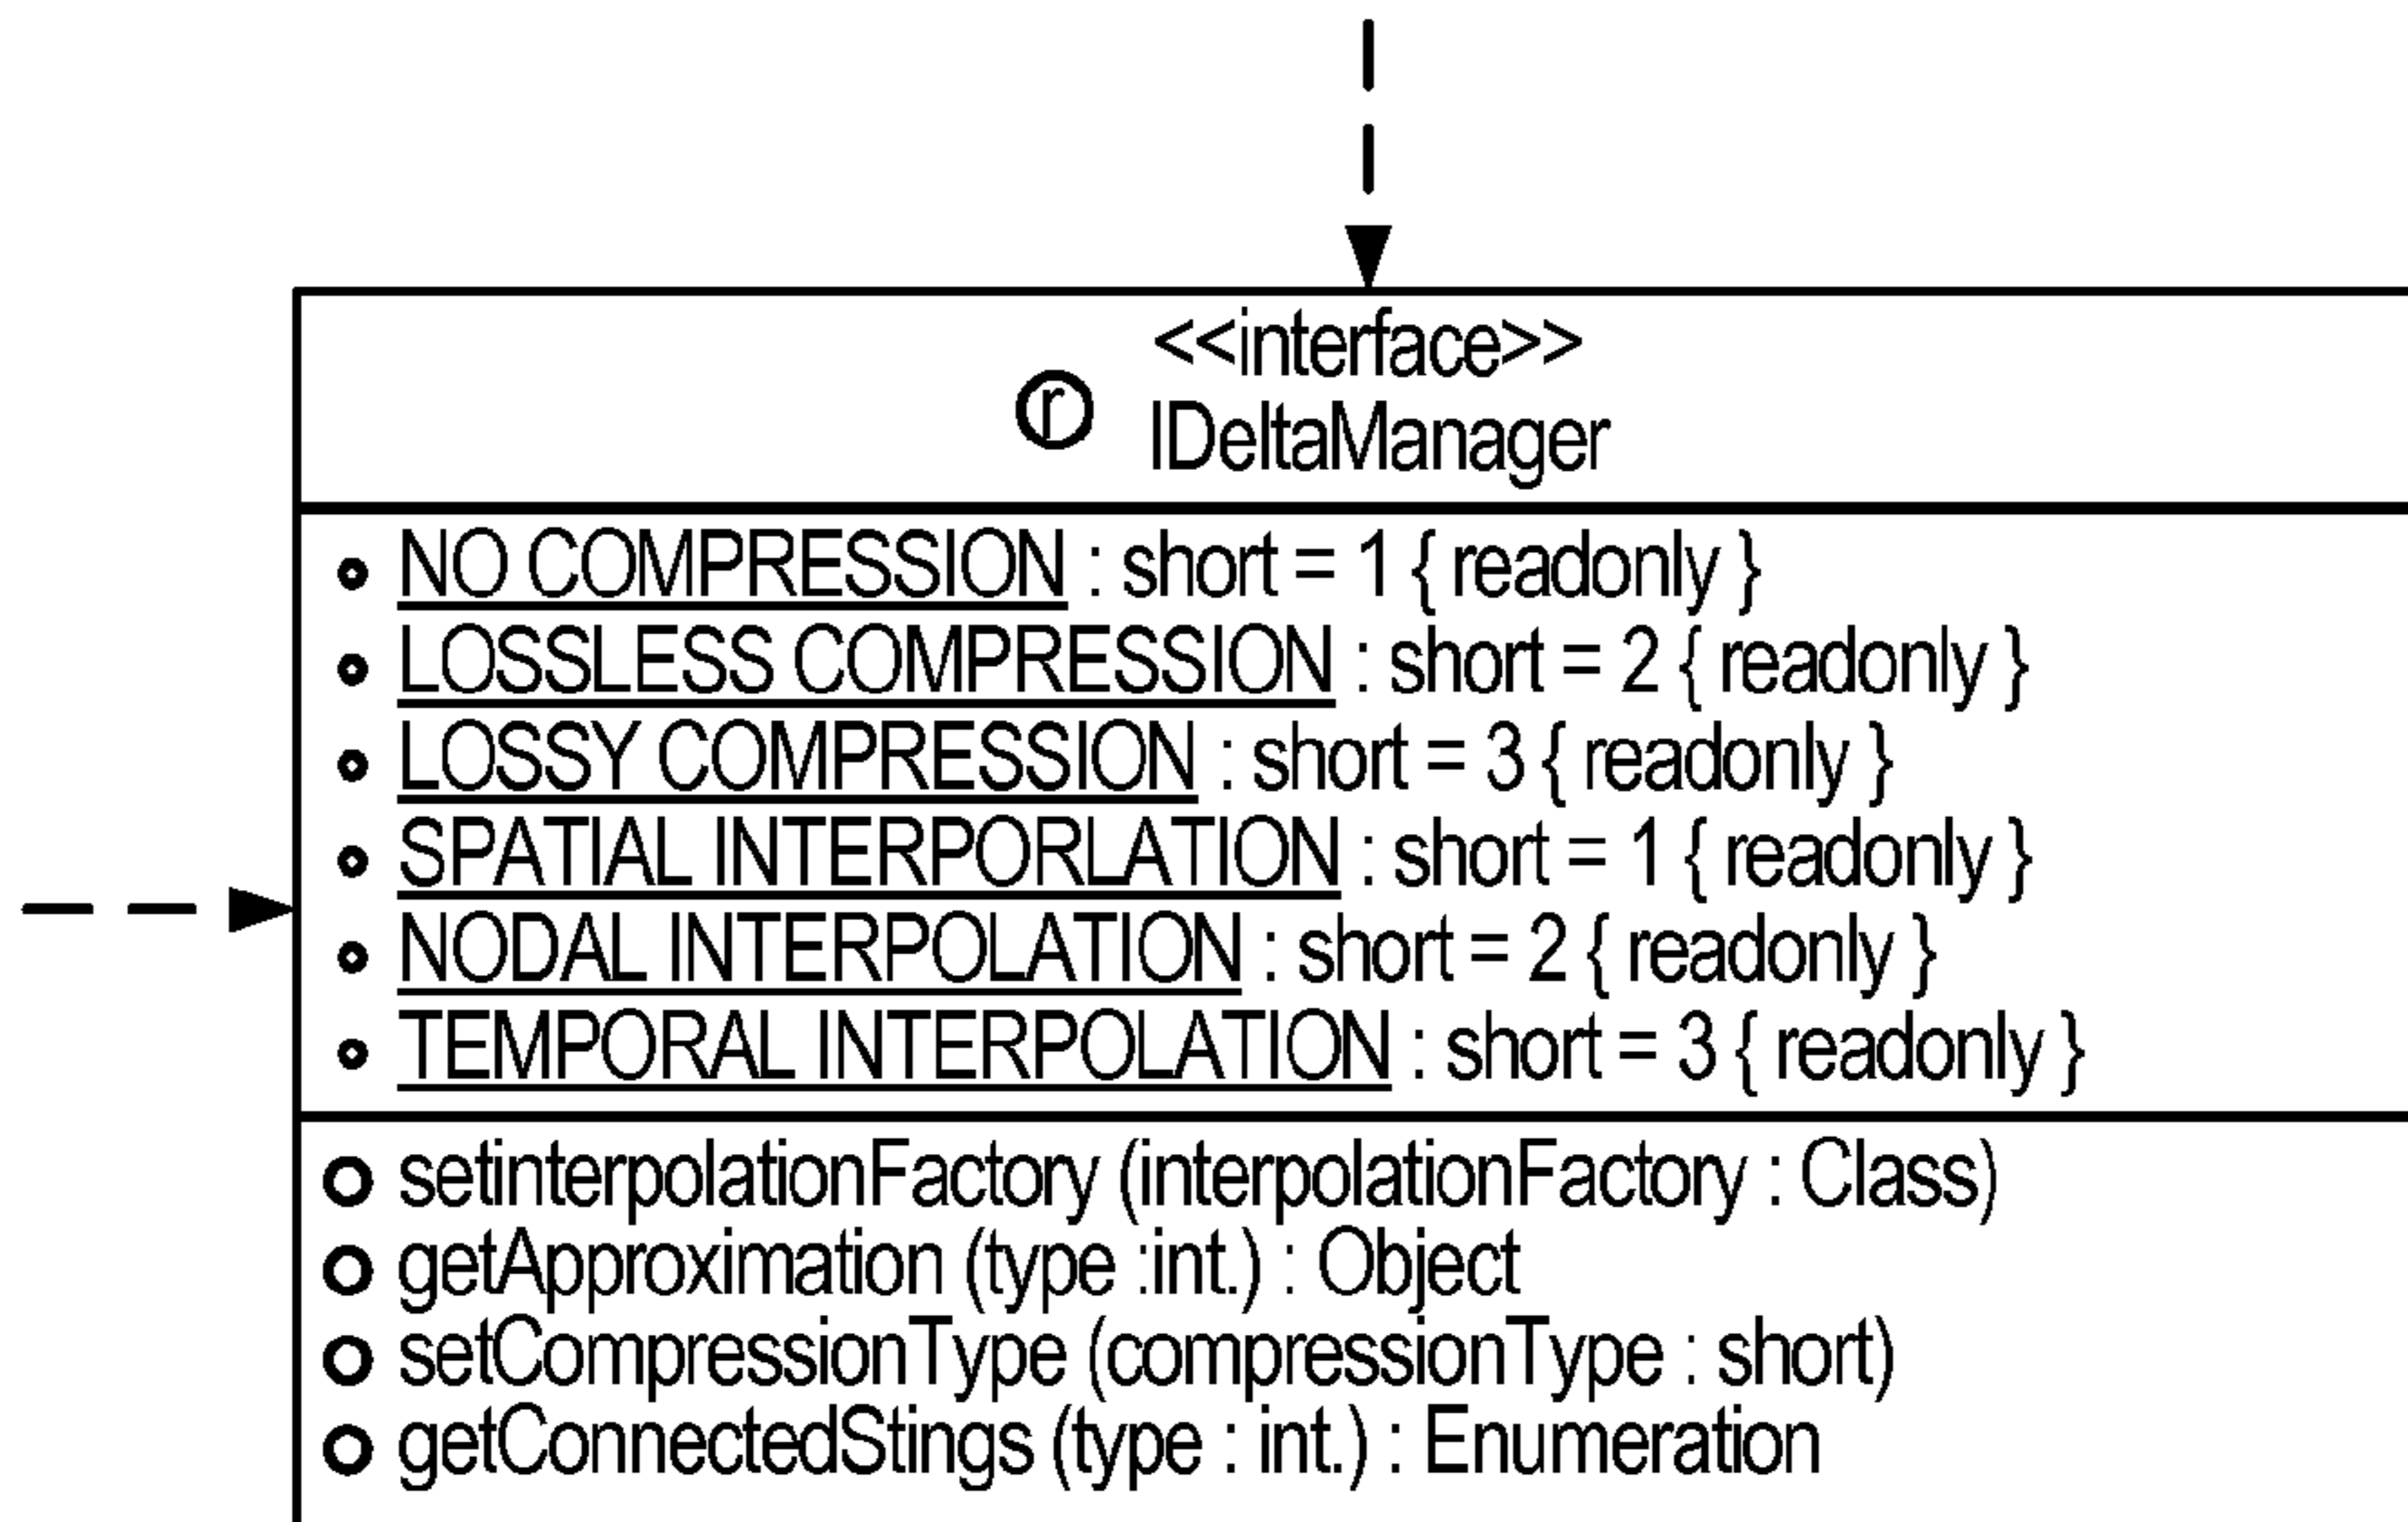 <<interface>>
r IDeltaManager
NO COMPRESSION : short = 1 { readonly }
LOSSLESS COMPRESSION : short = 2 { readonly }
LOSSY COMPRESSION : short = 3 { readonly }
SPATIAL INTERPORLATION : short = 1 { readonly }
NODAL INTERPOLATION : short = 2 { readonly }
TEMPORAL INTERPOLATION : short = 3 { readonly }
setinterpolationFactory (interpolationFactory : Class)
getApproximation (type :int.) : Object
setCompressionType (compressionType : short)
getConnectedStings (type : int.) : Enumeration